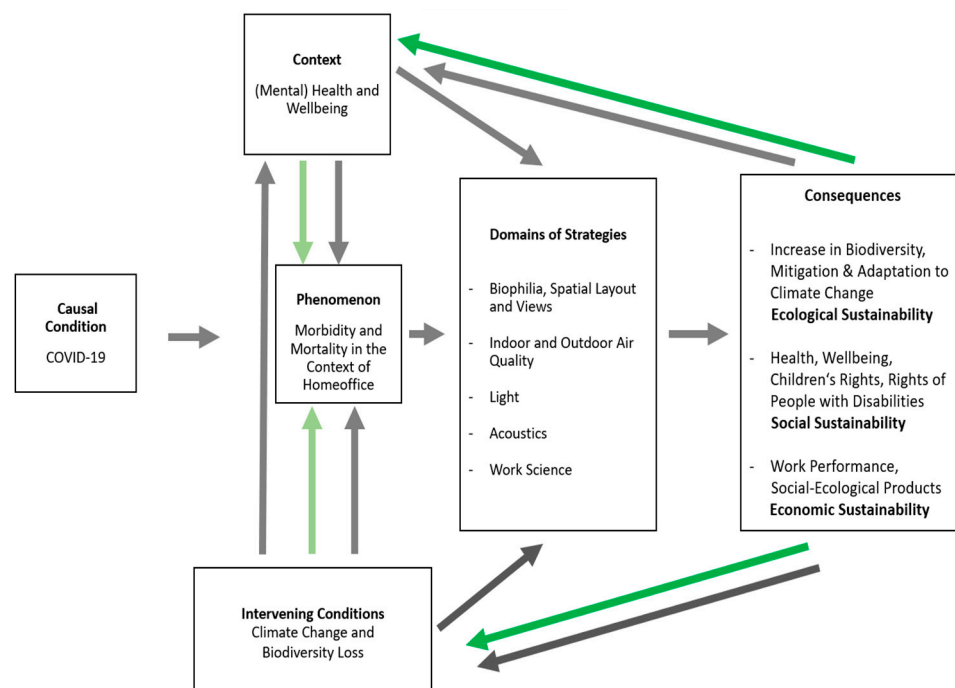 Context
(Mental) Health and
Wellbeing
Causal
Condition
COVID-19
Phenomenon
Morbidity and
Mortality in the
Context of
Homeoffice
Intervening Conditions
Climate Change and
Biodiversity Loss
Domains of Strategies
- Biophilia, Spatial Layout
and Views
- Indoor and Outdoor Air
Quality
- Light
- Acoustics
- Work Science
Consequences
- Increase in Biodiversity,
Mitigation & Adaptation to
Climate Change
Ecological Sustainability
- Health, Wellbeing,
Children‘s Rights, Rights of
People with Disabilities
Social Sustainability
- Work Performance,
Social-Ecological Products
Economic Sustainability